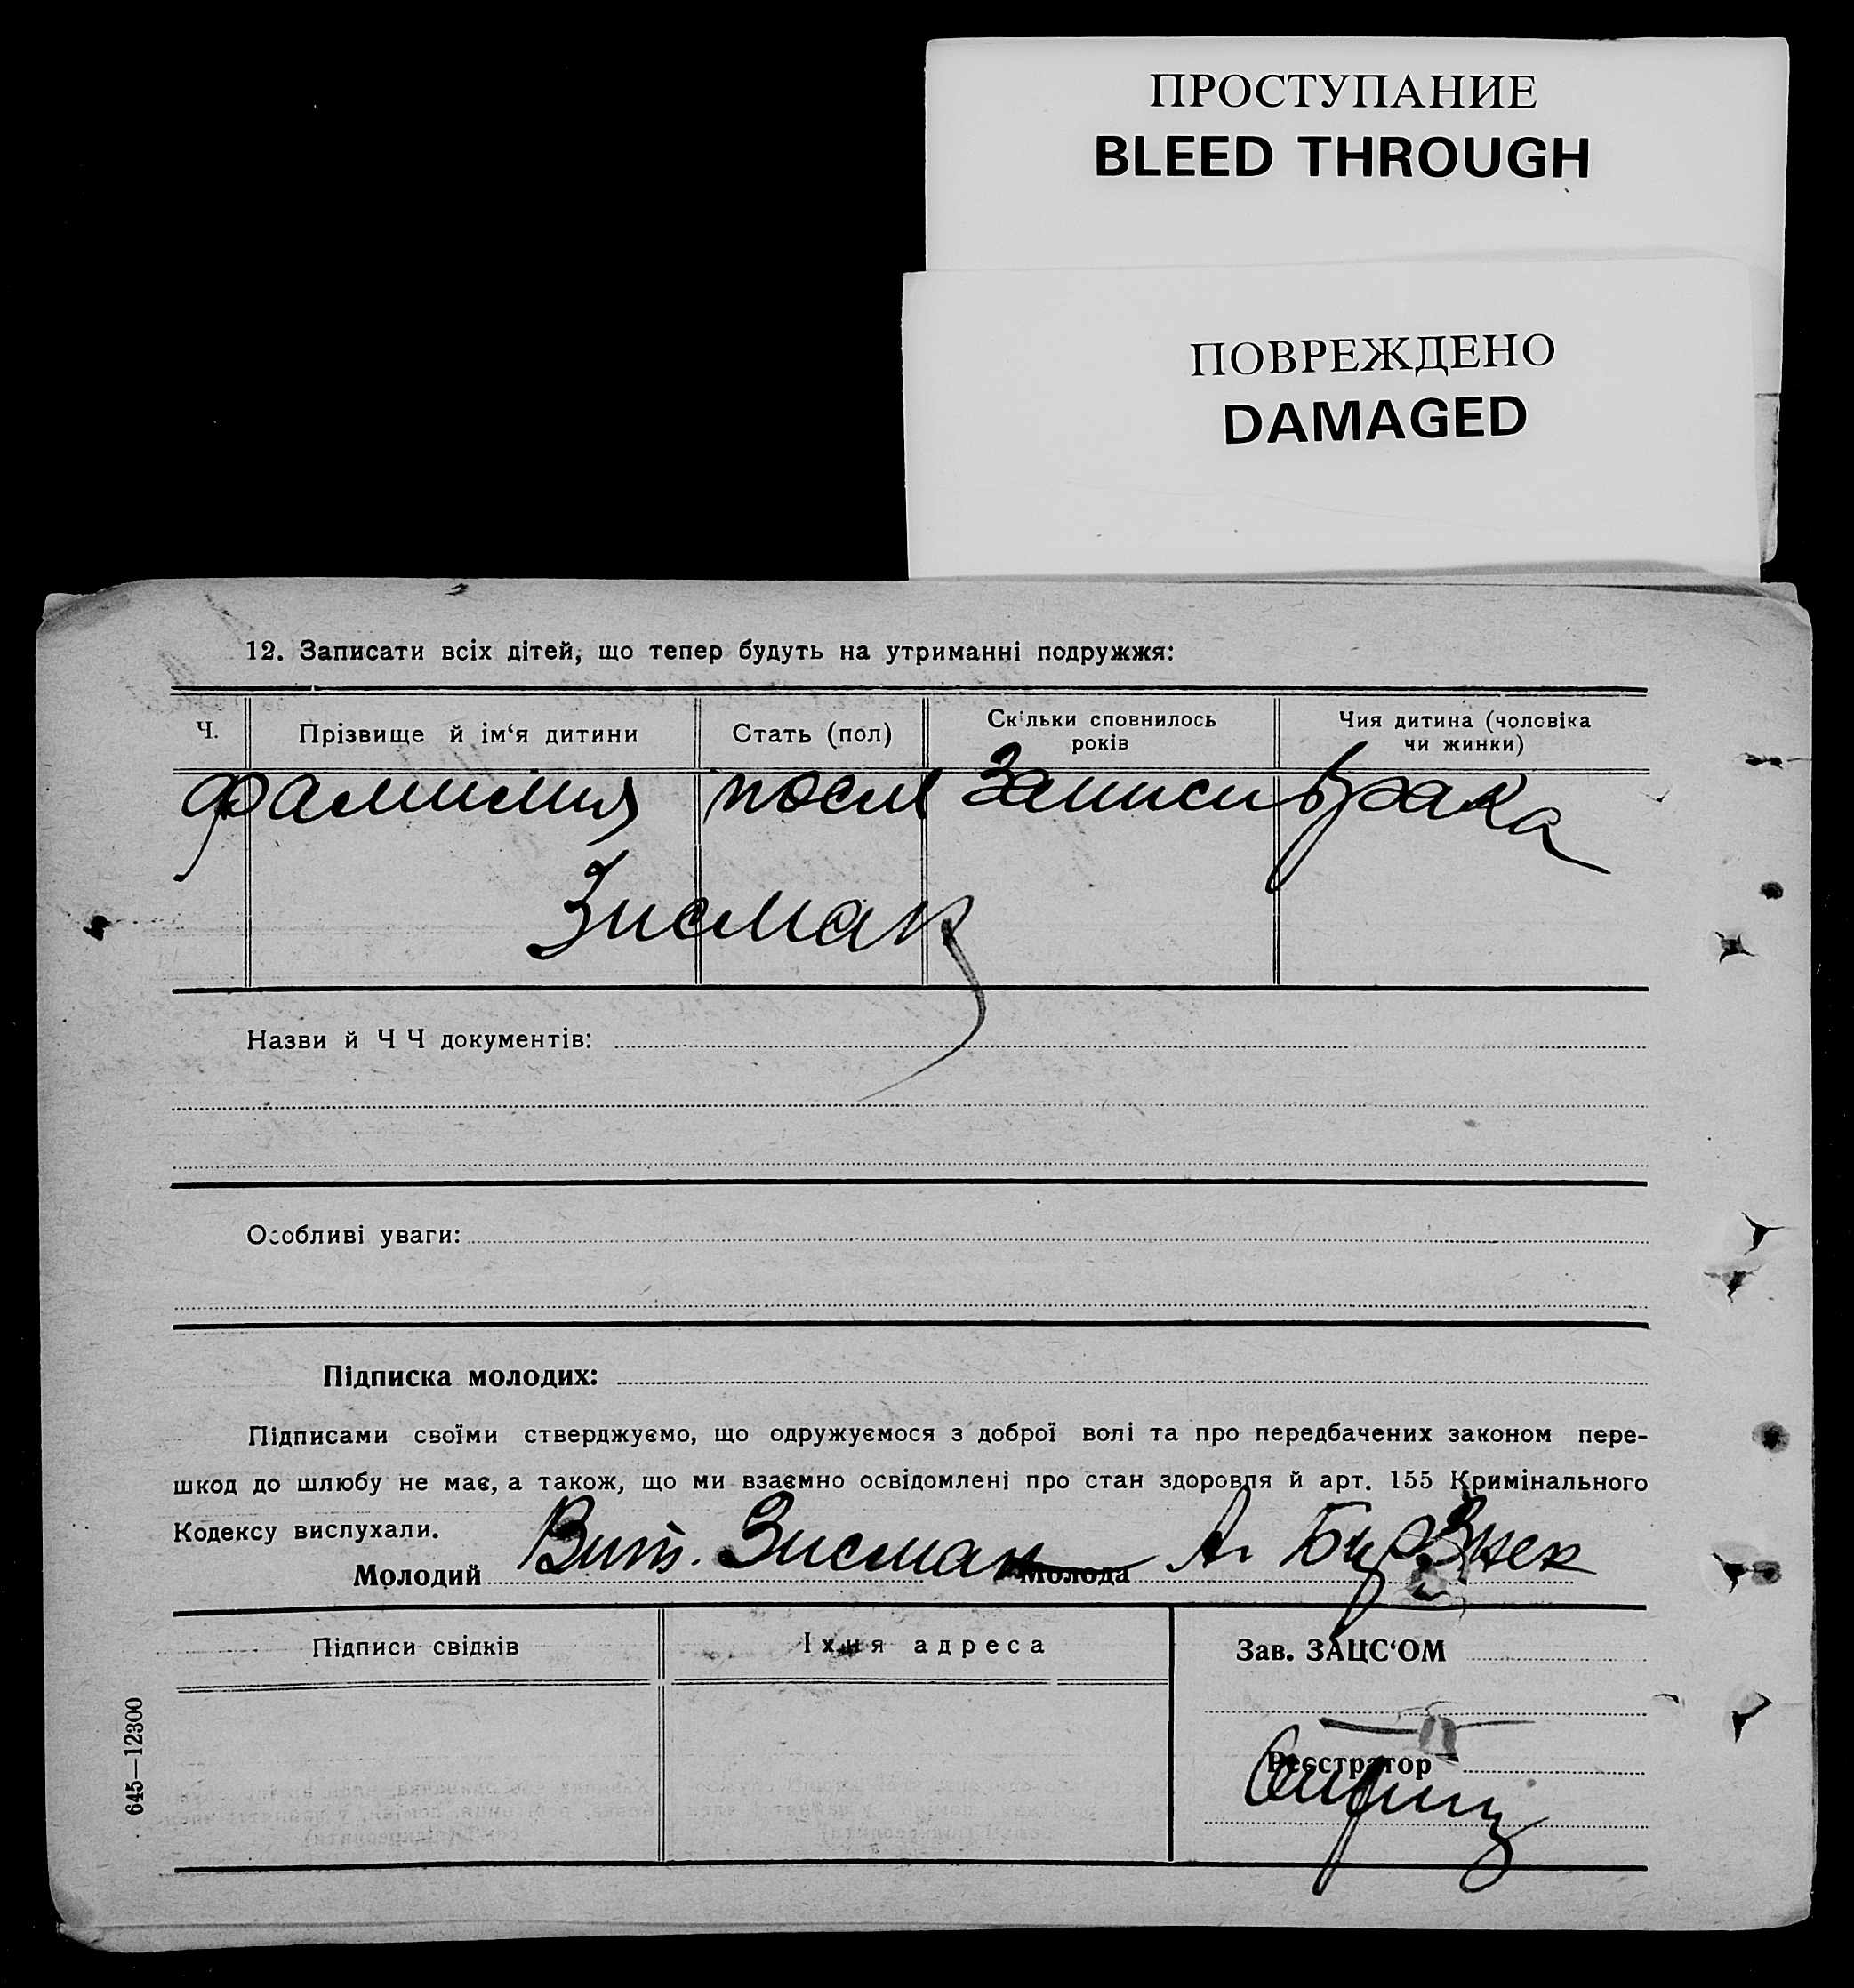 ПРОСТУПАНИЕ
BLEED THROUGH
ПОВРЕЖДЕНО
DAMAGED
12. Записати всіх дітей, що тепер будуть на утриманні подружжя:
Ч. Прізвище й ім‘я дитини Стать (пол) Скільки сповнилось років Чия дитина (чоловіка чи жинки)
фамилия после записи брака
Зисман
Назви й Ч Ч документів:
Особливі уваги:
Підписка молодих:
Підписами своїми стверджуємо, що одружуємося з доброї волі та про передбачених законом пере-
шкод до шлюбу не має, а також, що ми взаємно освідомлені про стан здоровля й арт. 155 Кримінального
Кодексу вислухали.
Молодий Вит. Зисман Молода А.
Підписи свідків Їхня адреса Зав. ЗАЦС‘ОМ
Реєстратор
645—12300